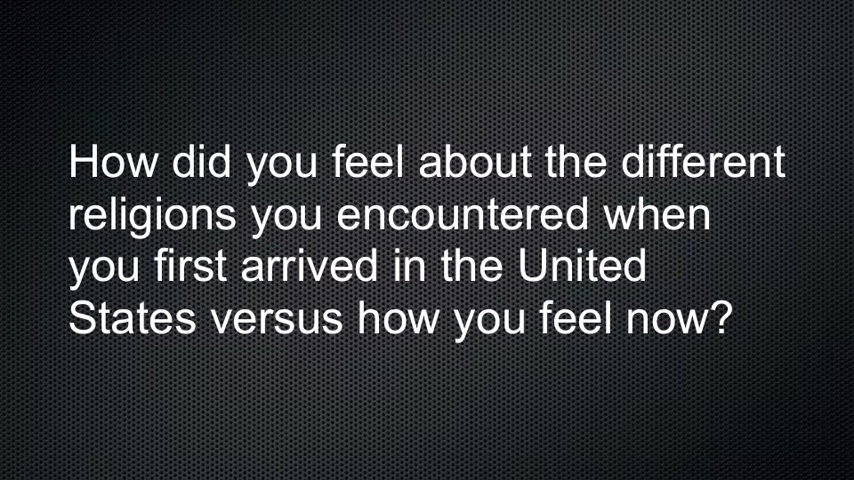 How did you feel about the different
religions you encountered when
you first arrived in the United
States versus how you feel now?